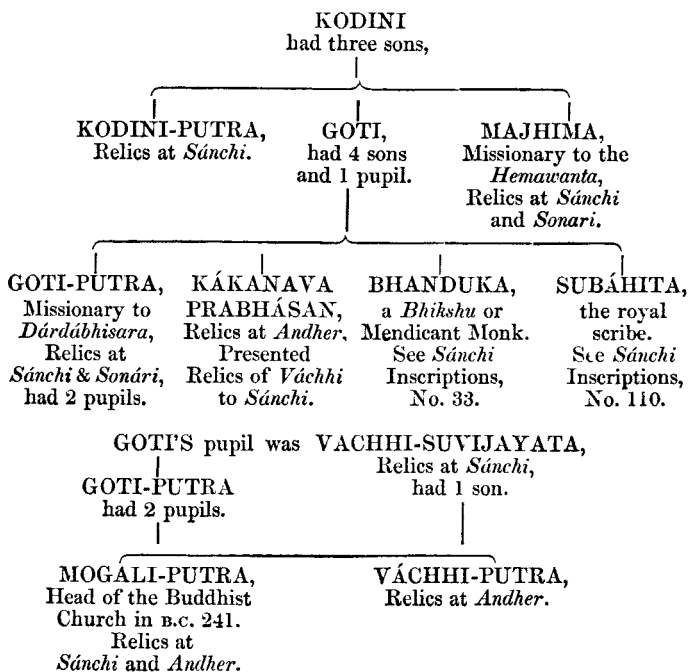 KODINI
had three sons,
KODINI-PUTRA,
Relics at Sánchi.
GOTI,
had 4 sons
and 1 pupil.
MAJHIMA,
Missionary to the
Hemawanta,
Relics at Sánchi
and Sonari.
GOTI-PUTRA,
Missionary to
Dárdábhisara,
Relics at
Sánchi & Sonári,
had 2 pupils.
KÁKANAVA
PRABHÁSAN,
Relics at Andher.
Presented
Relics of Váchhi
to Sánchi.
BHANDUKA,
a Bhikshu or
Mendicant Monk.
See Sánchi
Inscriptions,
No. 33.
SUBÁHITA,
the royal
scribe.
See Sánchi
Inscriptions,
No. 110.
GOTI'S pupil was VACHHI-SUVIJAYATA,
Relics at Sánchi,
had 1 son.
GOTI-PUTRA
had 2 pupils.
MOGALI-PUTRA,
Head of the Buddhist
Church in B.C. 241.
Relics at
Sánchi and Andher.
VÁCHHI-PUTRA,
Relics at Andher.